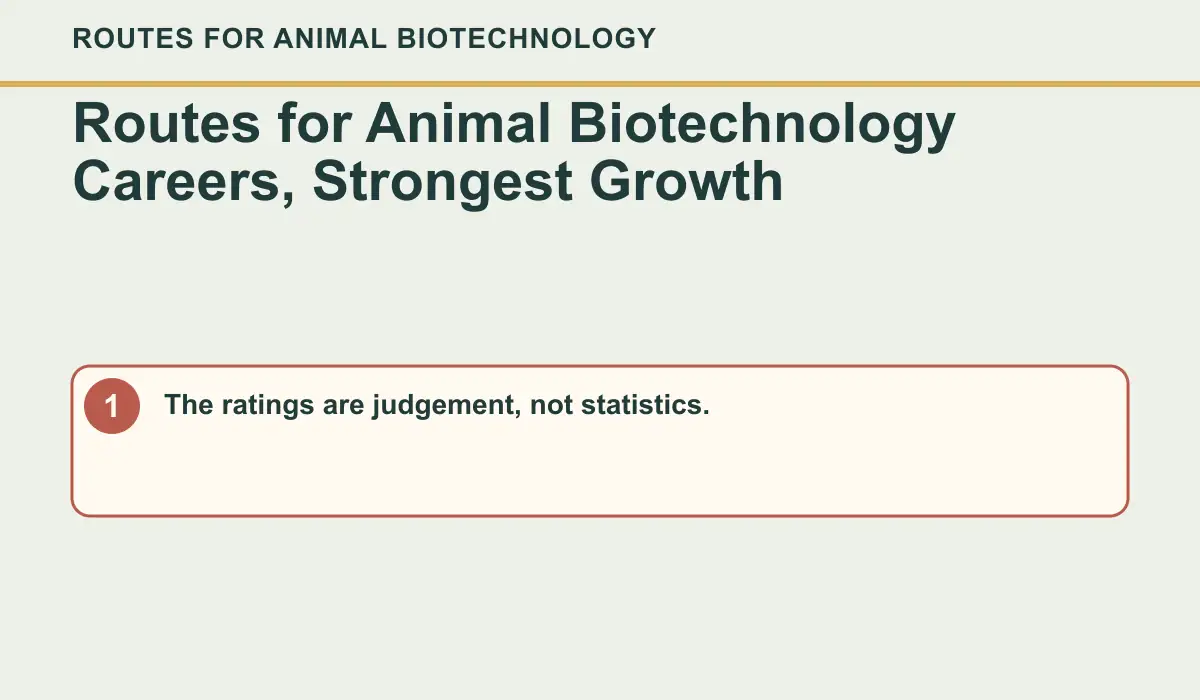 ROUTES FOR ANIMAL BIOTECHNOLOGY
Routes for Animal Biotechnology
Careers, Strongest Growth
1 The ratings are judgement, not statistics.